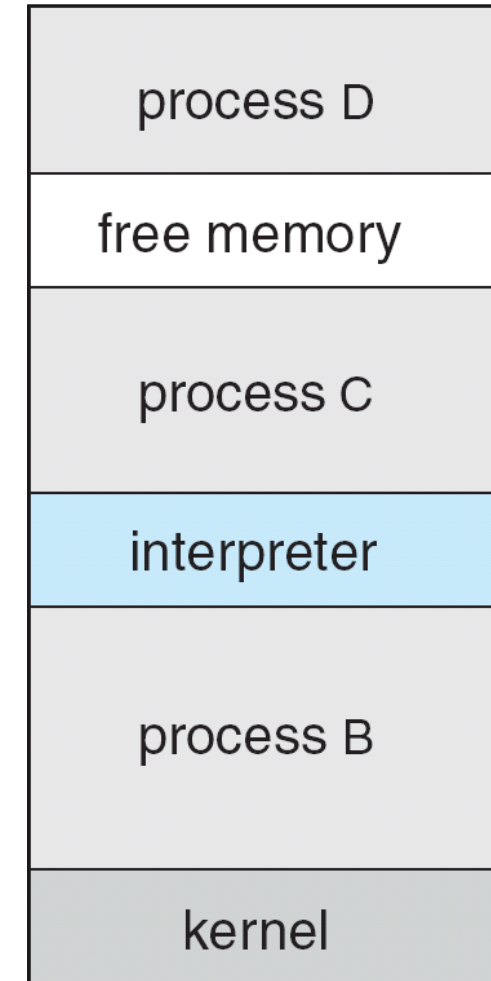 process D
free memory
process C
interpreter
process B
kernel